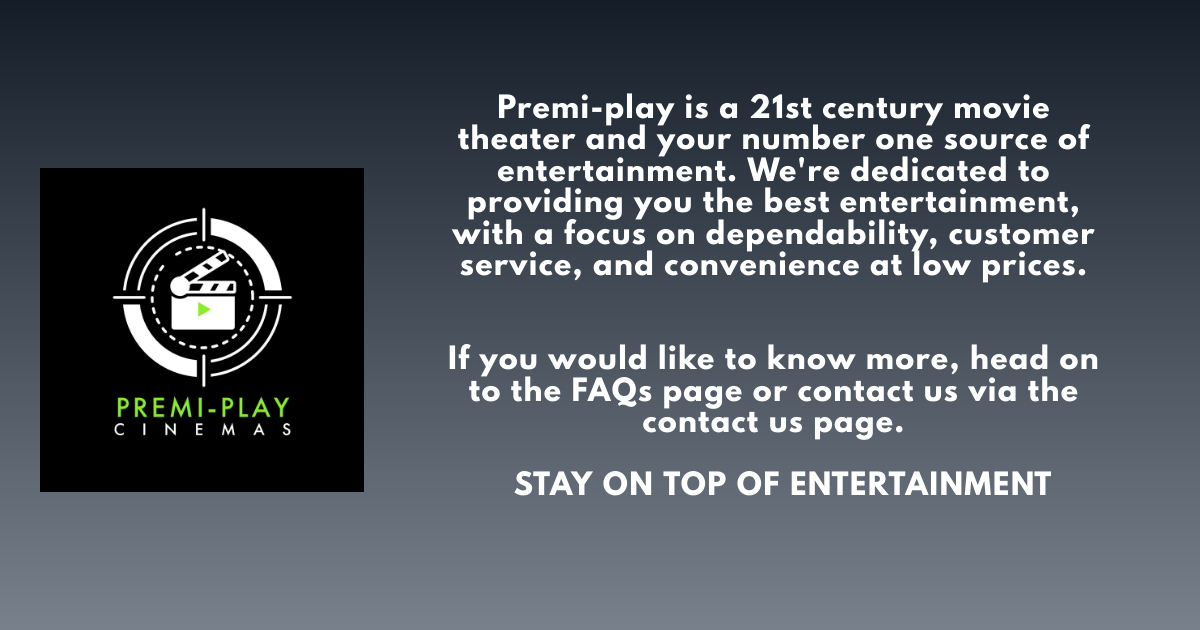 Premi-play is a 21st century movie
theater and your number one source of
entertainment. We're dedicated to
providing you the best entertainment,
with a focus on dependability, customer
service, and convenience at low prices.
If you would like to know more, head on
to the FAQs page or contact us via the
contact us page.
STAY ON TOP OF ENTERTAINMENT
PREMI-PLAY
CINEMAS